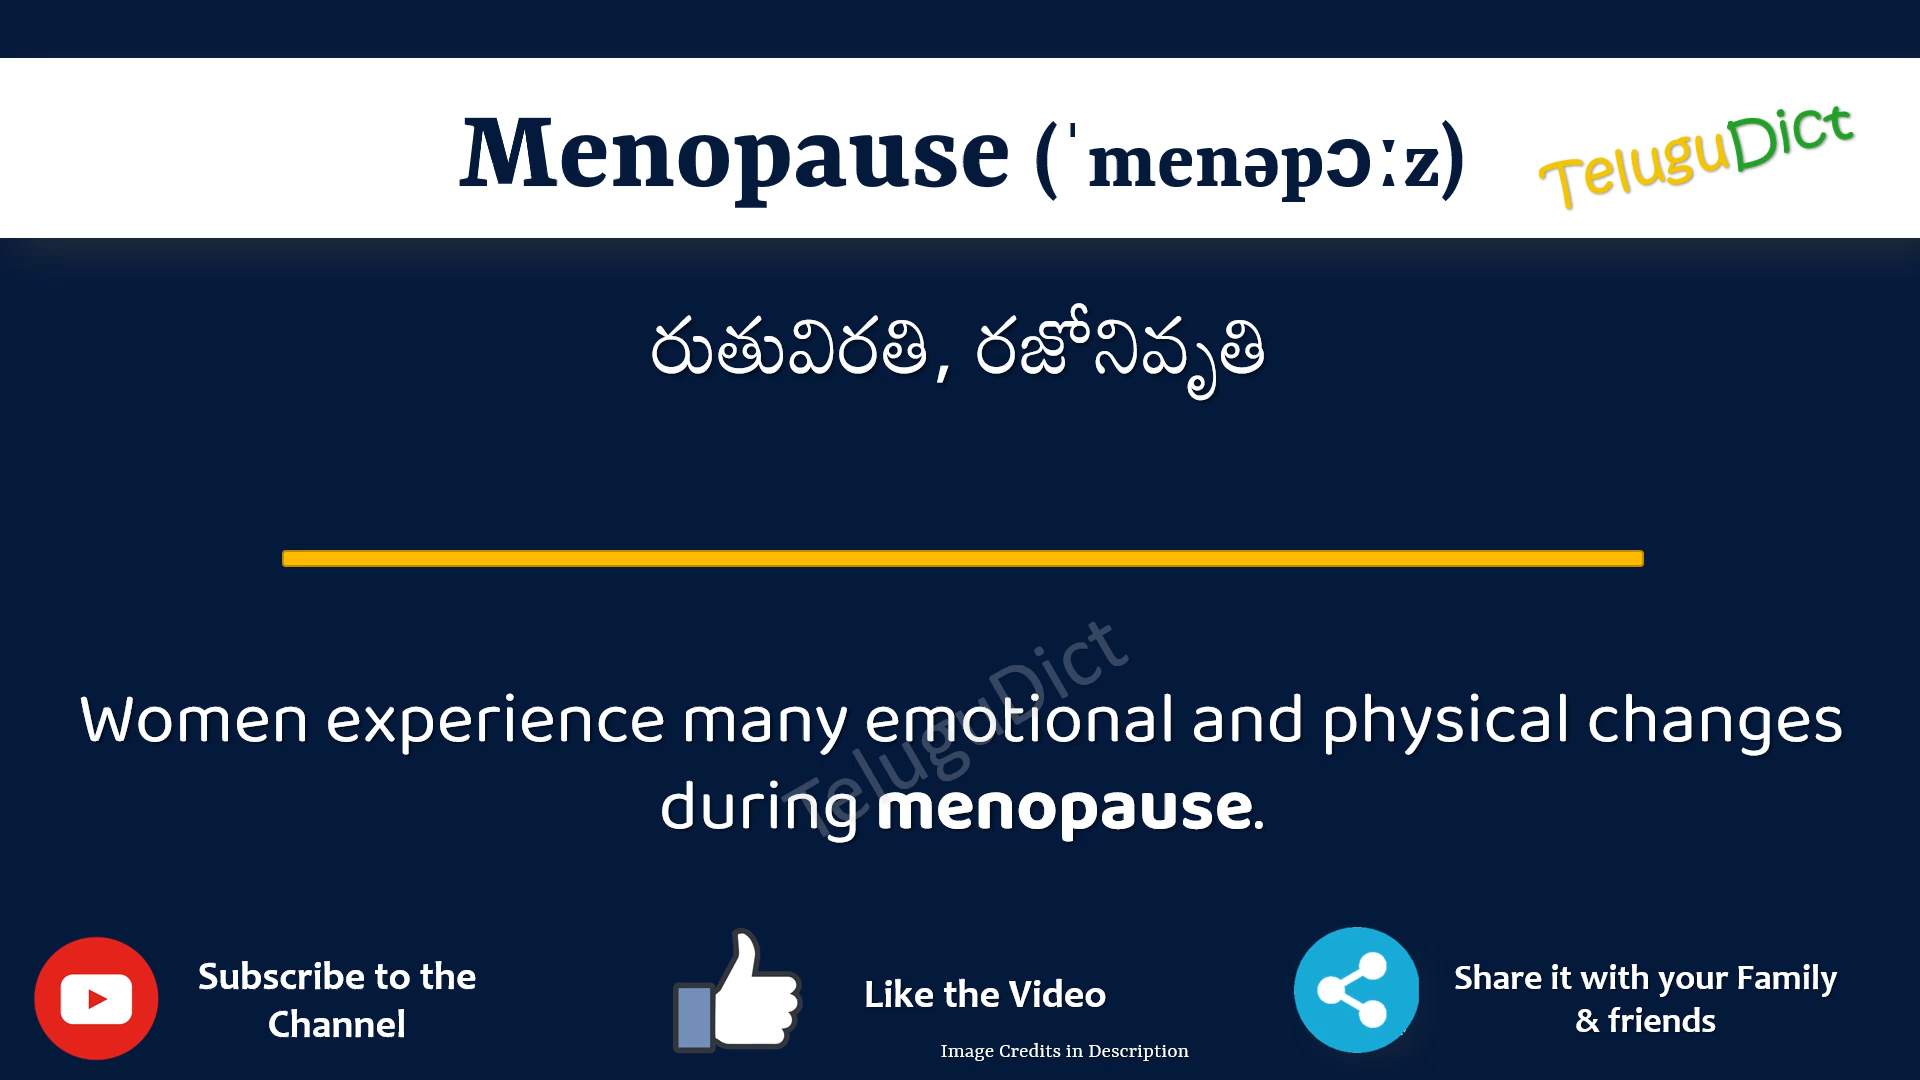 Menopause (ˈmenəpɔːz)
TeluguDict
రుతువిరతి, రజోనివృతి
TeluguDict
Women experience many emotional and physical changes
during menopause.
Subscribe to the
Channel
Like the Video
Share it with your Family
& friends
Image Credits in Description